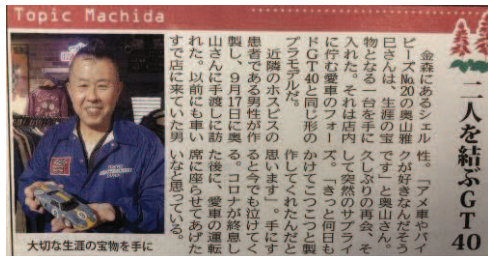 Topic Machida
二人を結ぶGT40
金森にあるシェル
ビーズNo.20の奥山雅
巳さんは、生涯の宝
物となる一台を手に
入れた。それは店内
に佇む愛車のフォー
ドGT40と同じ形の
プラモデルだ。
近隣のホスピスの
患者である男性が作
製し、9月17日に奥
山さんに手渡しに訪
れた。以前にも車い
すで店に来ていた男
性。「アメ車やバイ
クが好きなんだそう
です」と奥山さん。
久しぶりの再会、そ
して突然のサプライ
ズ。「きっと何日も
かけてこつこつと製
作してくれたんだと
思います」。手にす
ると今でも泣けてく
る。コロナが終息し
た後に、愛車の運転
席に座らせてあげた
いなと思っている。
大切な生涯の宝物を手に